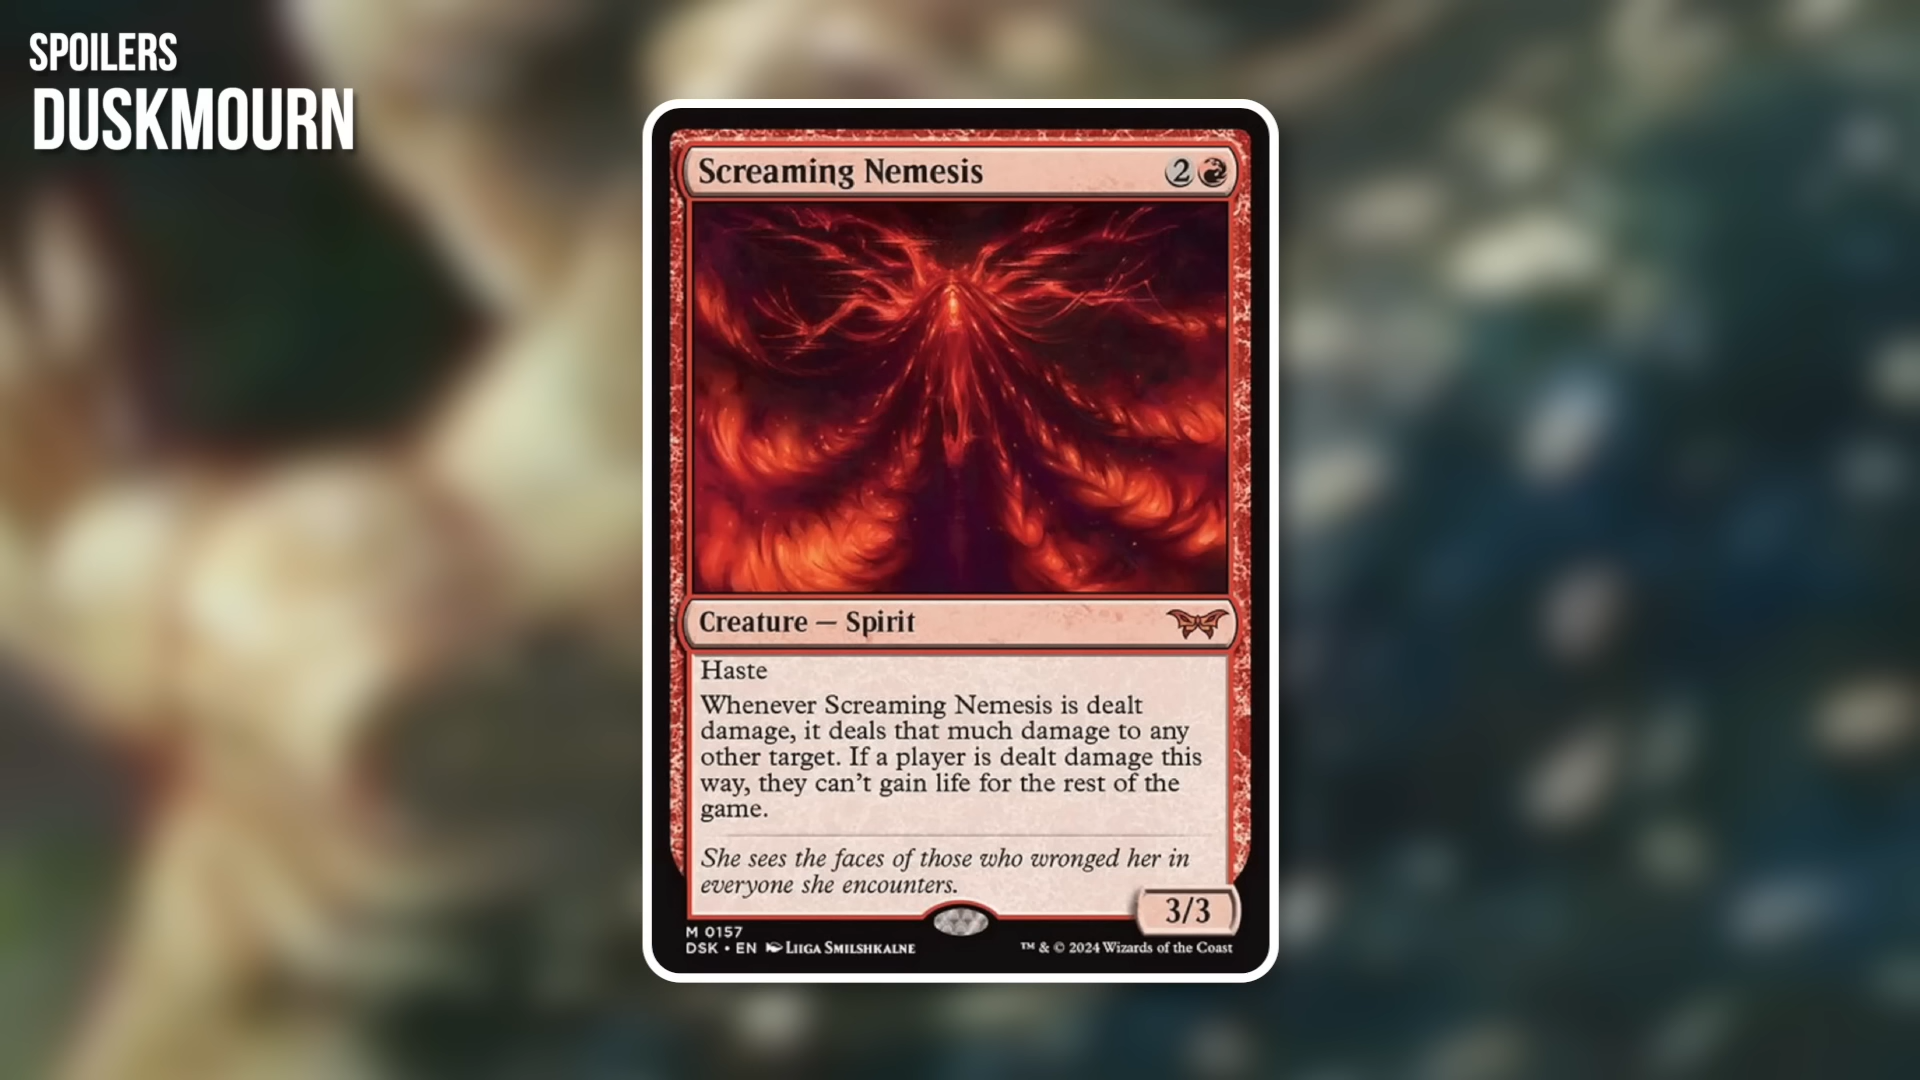 SPOILERS
DUSKMOURN
Screaming Nemesis 2
Creature — Spirit
Haste
Whenever Screaming Nemesis is dealt
damage, it deals that much damage to any
other target. If a player is dealt damage this
way, they can't gain life for the rest of the
game.
She sees the faces of those who wronged her in
everyone she encounters.
3/3
M 0157
DSK • EN LIIGA SMILSHKALNE
™ & © 2024 Wizards of the Coast